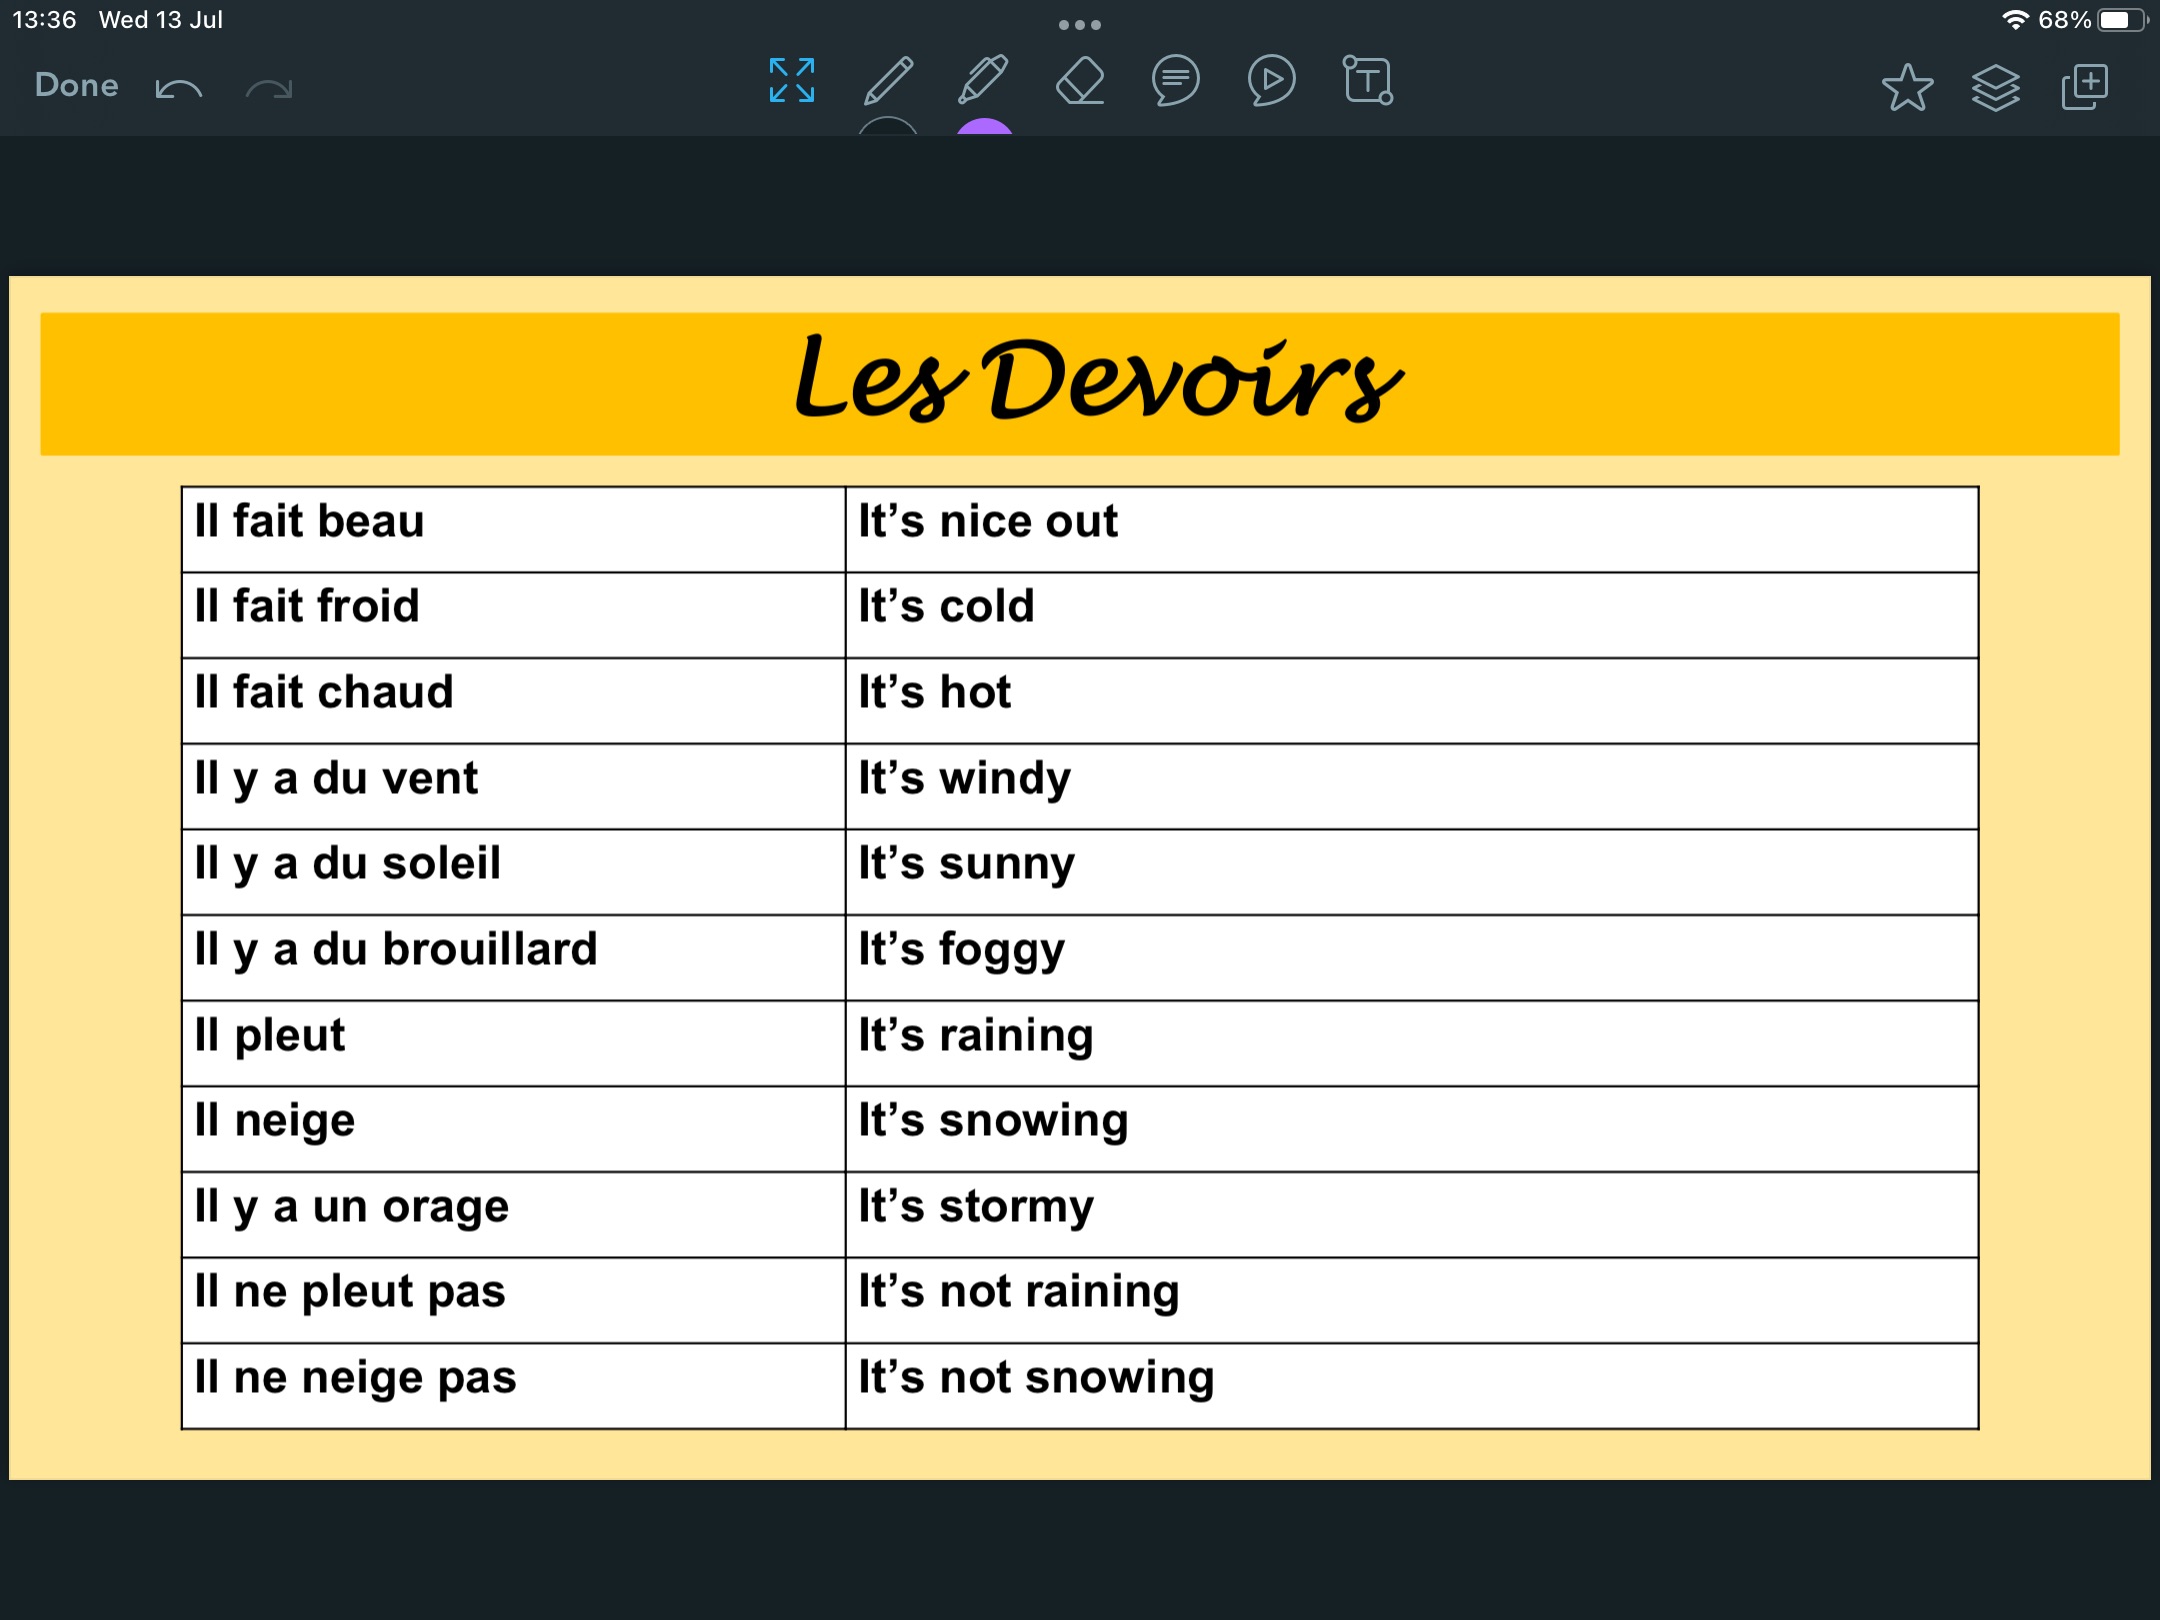 13:36 Wed 13 Jul 68%
Done
T
Les Devoirs
Il fait beau It’s nice out
Il fait froid It’s cold
Il fait chaud It’s hot
Il y a du vent It’s windy
Il y a du soleil It’s sunny
Il y a du brouillard It’s foggy
Il pleut It’s raining
Il neige It’s snowing
Il y a un orage It’s stormy
Il ne pleut pas It’s not raining
Il ne neige pas It’s not snowing